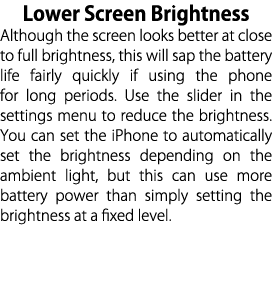 Lower Screen Brightness
Although the screen looks better at close
to full brightness, this will sap the battery
life fairly quickly if using the phone
for long periods. Use the slider in the
settings menu to reduce the brightness.
You can set the iPhone to automatically
set the brightness depending on the
ambient light, but this can use more
battery power than simply setting the
brightness at a fixed level.